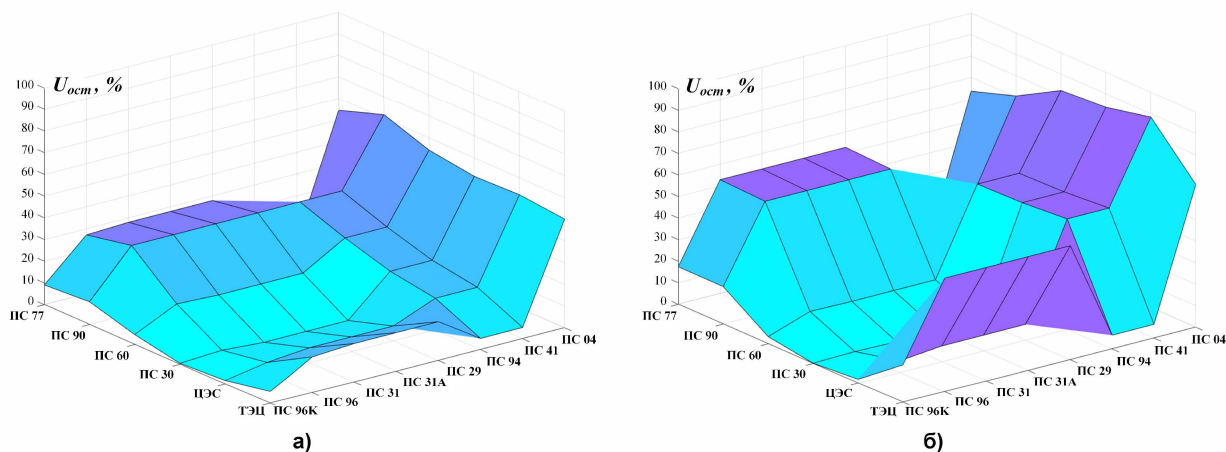 U_ост, %
100
90
80
70
60
50
40
30
20
10
0
ПС 77
ПС 90
ПС 60
ПС 30
ЦЭС
ТЭЦ
ПС 96К
ПС 96
ПС 31
ПС 31А
ПС 29
ПС 94
ПС 41
ПС 04
а)
U_ост, %
100
90
80
70
60
50
40
30
20
10
0
ПС 77
ПС 90
ПС 60
ПС 30
ЦЭС
ТЭЦ
ПС 96К
ПС 96
ПС 31
ПС 31А
ПС 29
ПС 94
ПС 41
ПС 04
б)